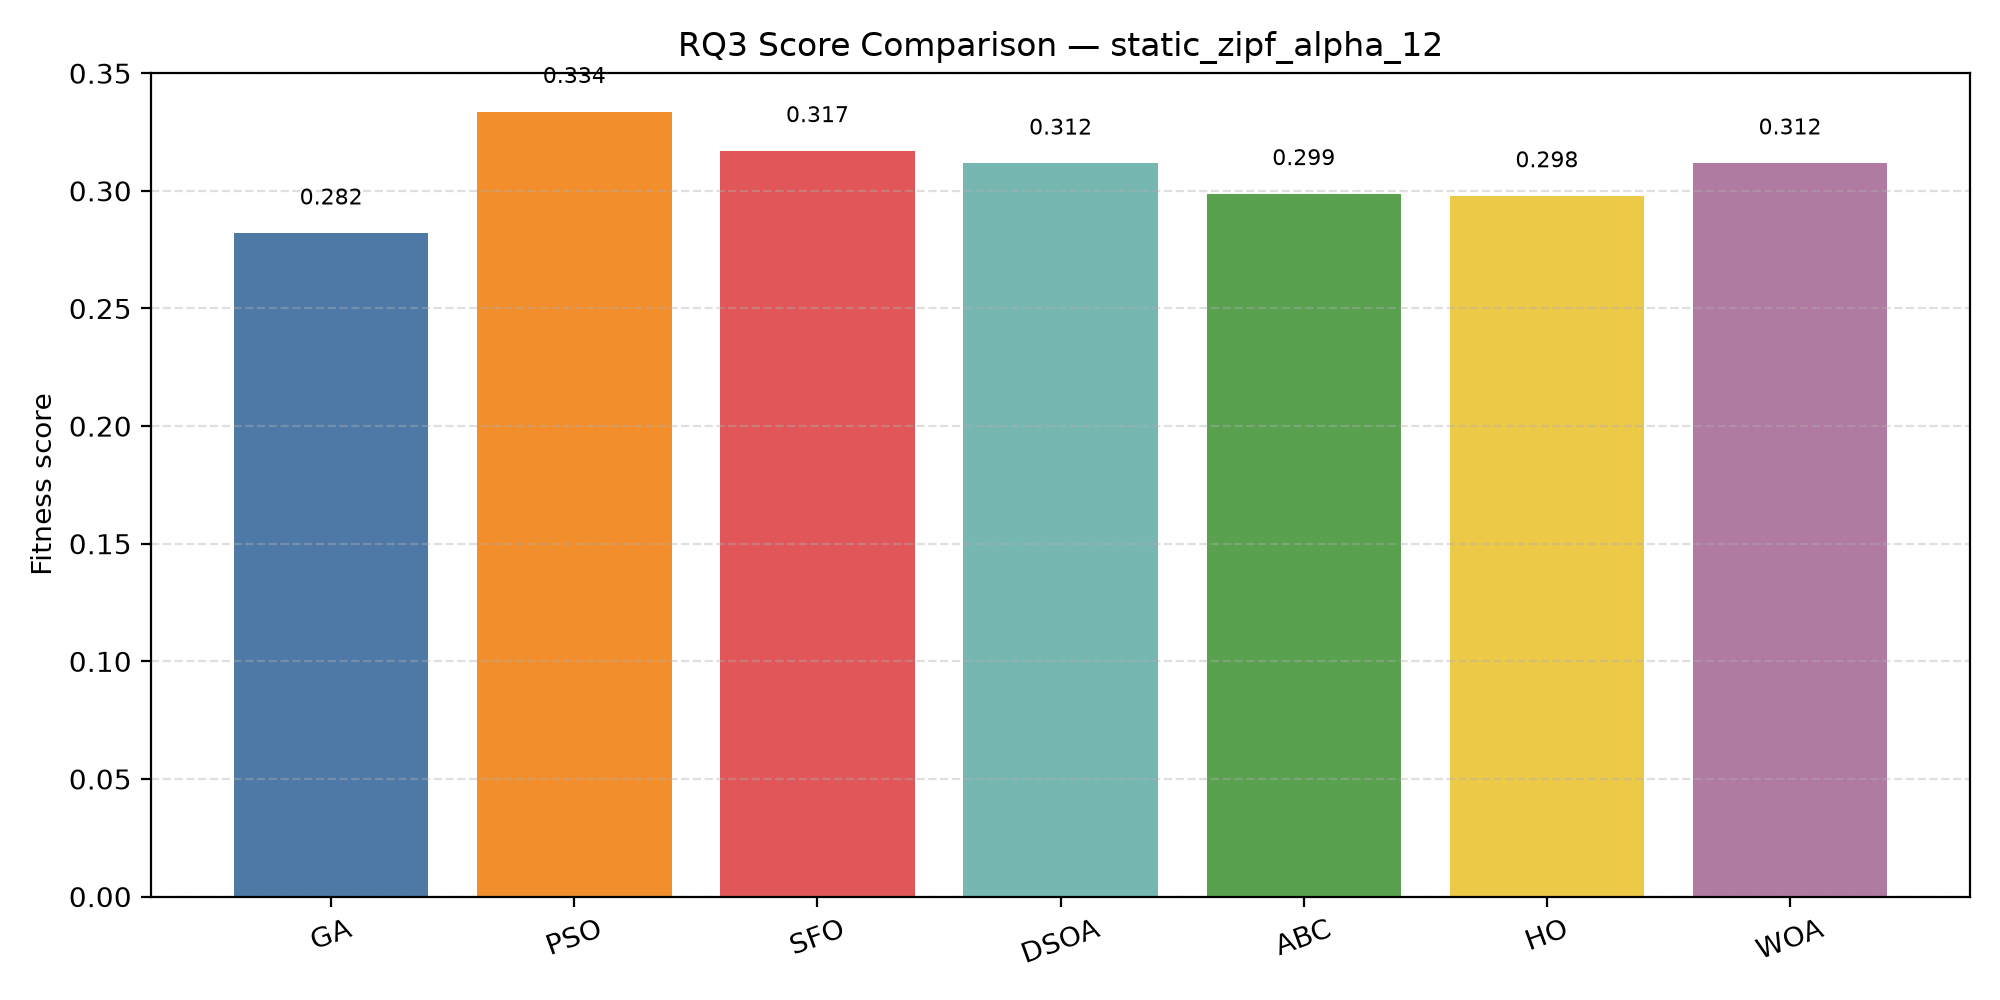 RQ3 Score Comparison — static_zipf_alpha_12
Fitness score
0.35
0.30
0.25
0.20
0.15
0.10
0.05
0.00
0.282
0.334
0.317
0.312
0.299
0.298
0.312
GA
PSO
SFO
DSOA
ABC
HO
WOA